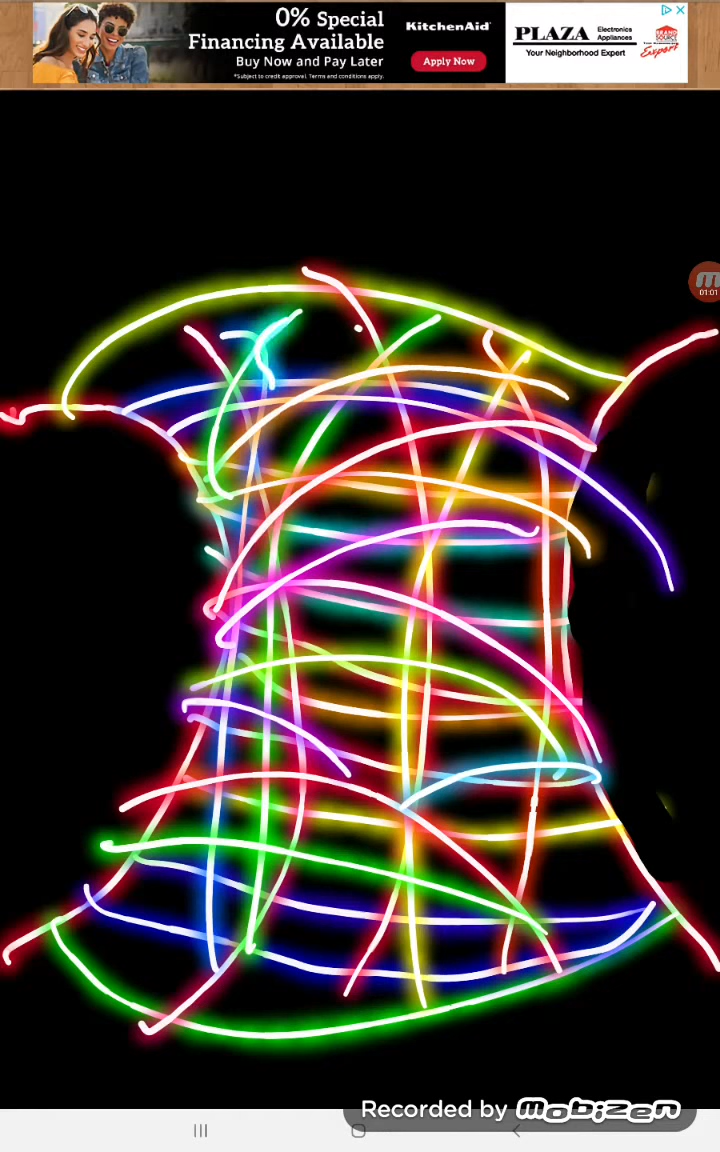 0% Special
Financing Available
Buy Now and Pay Later
*Subject to credit approval. Terms and conditions apply.
KitchenAid
Apply Now
PLAZA Electronics Appliances
Your Neighborhood Expert
Expert
01:01
Recorded by Mobizen